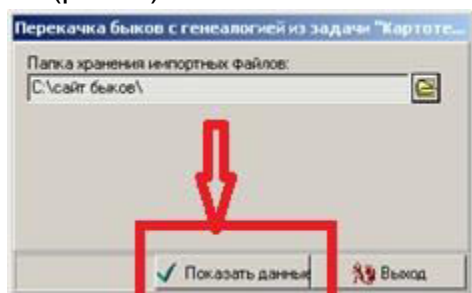 Перекачка быков с генеалогией из задачи "Картоте...
Папка хранения импортных файлов:
C:\сайт быков\
Показать данные Выход